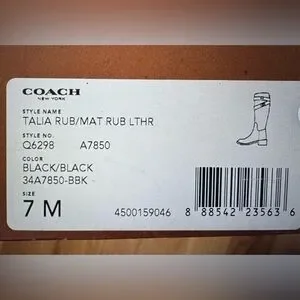 COACH
NEW YORK
STYLE NAME
TALIA RUB/MAT RUB LTHR
STYLE NO.
Q6298 A7850
COLOR
BLACK/BLACK
34A7850-BBK
SIZE
7 M
4500159046
8 88542 23563 6